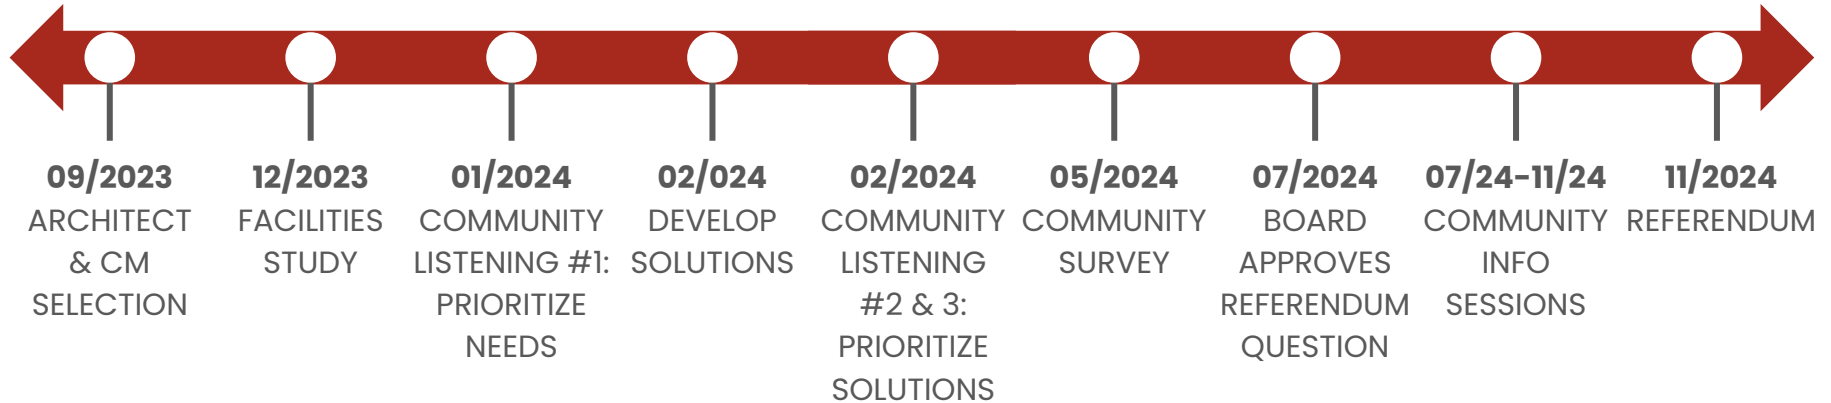 09/2023
ARCHITECT
& CM
SELECTION
12/2023
FACILITIES
STUDY
01/2024
COMMUNITY
LISTENING #1:
PRIORITIZE
NEEDS
02/024
DEVELOP
SOLUTIONS
02/2024
COMMUNITY
LISTENING
#2 & 3:
PRIORITIZE
SOLUTIONS
05/2024
COMMUNITY
SURVEY
07/2024
BOARD
APPROVES
REFERENDUM
QUESTION
07/24-11/24
COMMUNITY
INFO
SESSIONS
11/2024
REFERENDUM